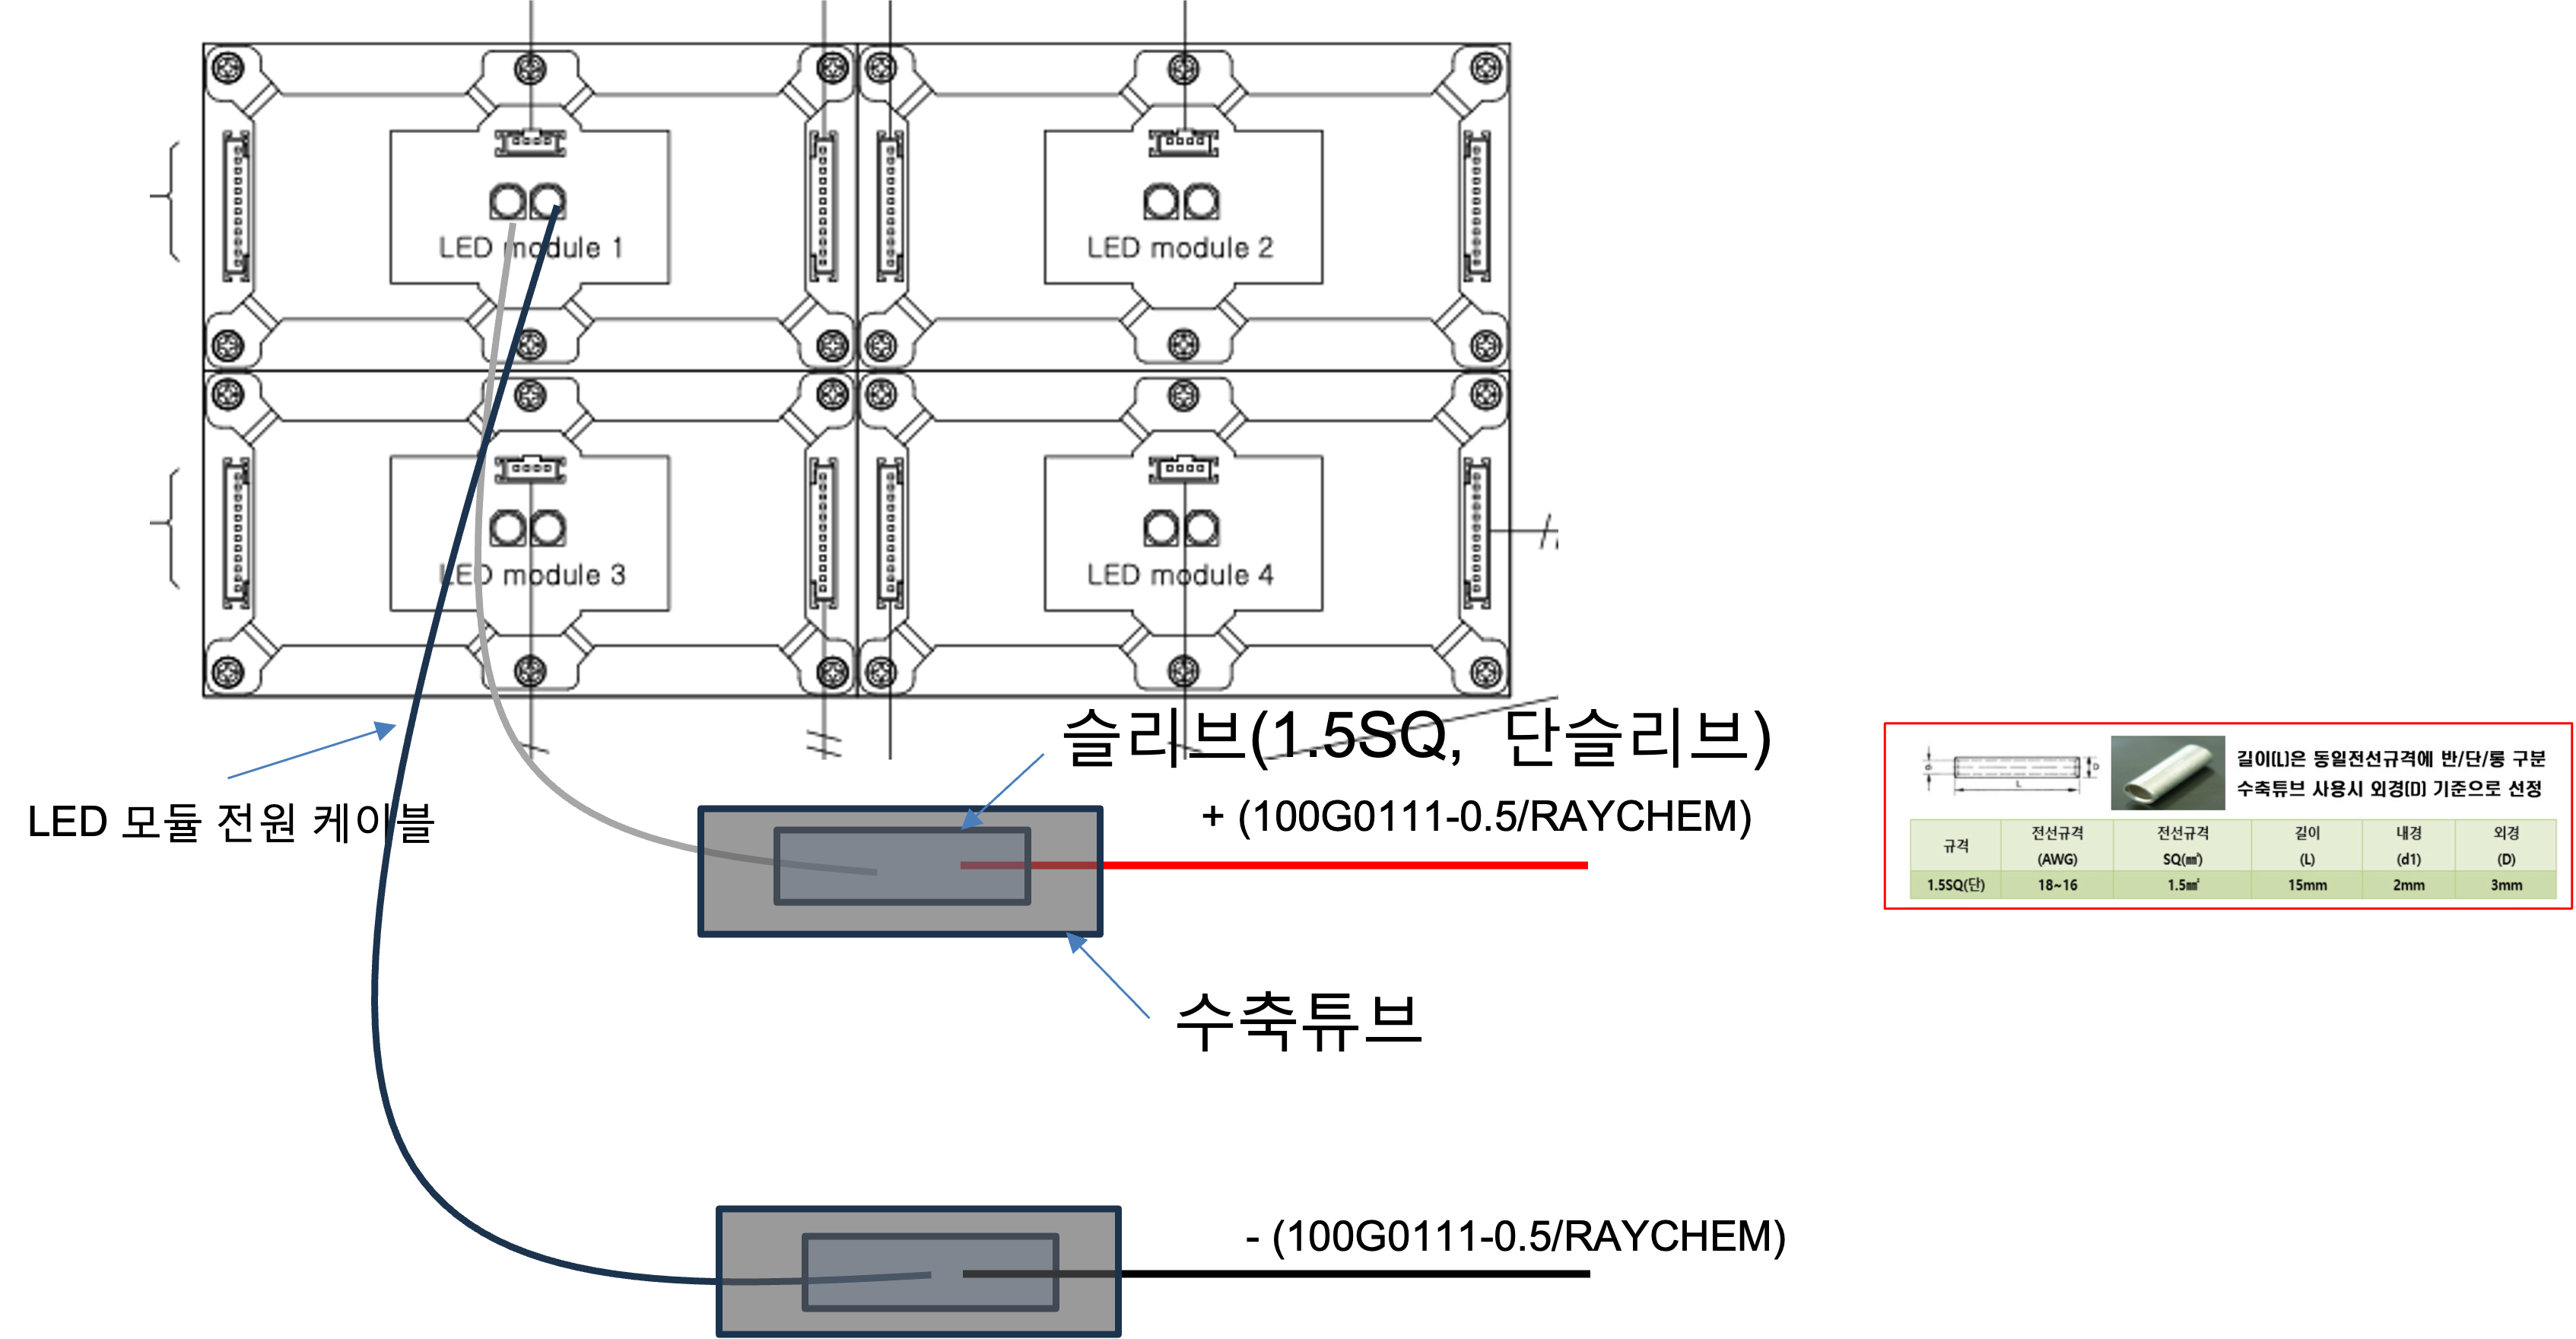 LED module 1
LED module 2
LED module 3
LED module 4
슬리브(1.5SQ, 단슬리브)
LED 모듈 전원 케이블
+ (100G0111-0.5/RAYCHEM)
수축튜브
- (100G0111-0.5/RAYCHEM)
길이(L)은 동일전선규격에 반/단/롱 구분
수축튜브 사용시 외경(D) 기준으로 선정
d
L
D
규격 전선규격 전선규격 길이 내경 외경
(AWG) SQ(㎟) (L) (d1) (D)
1.5SQ(단) 18~16 1.5㎟ 15mm 2mm 3mm